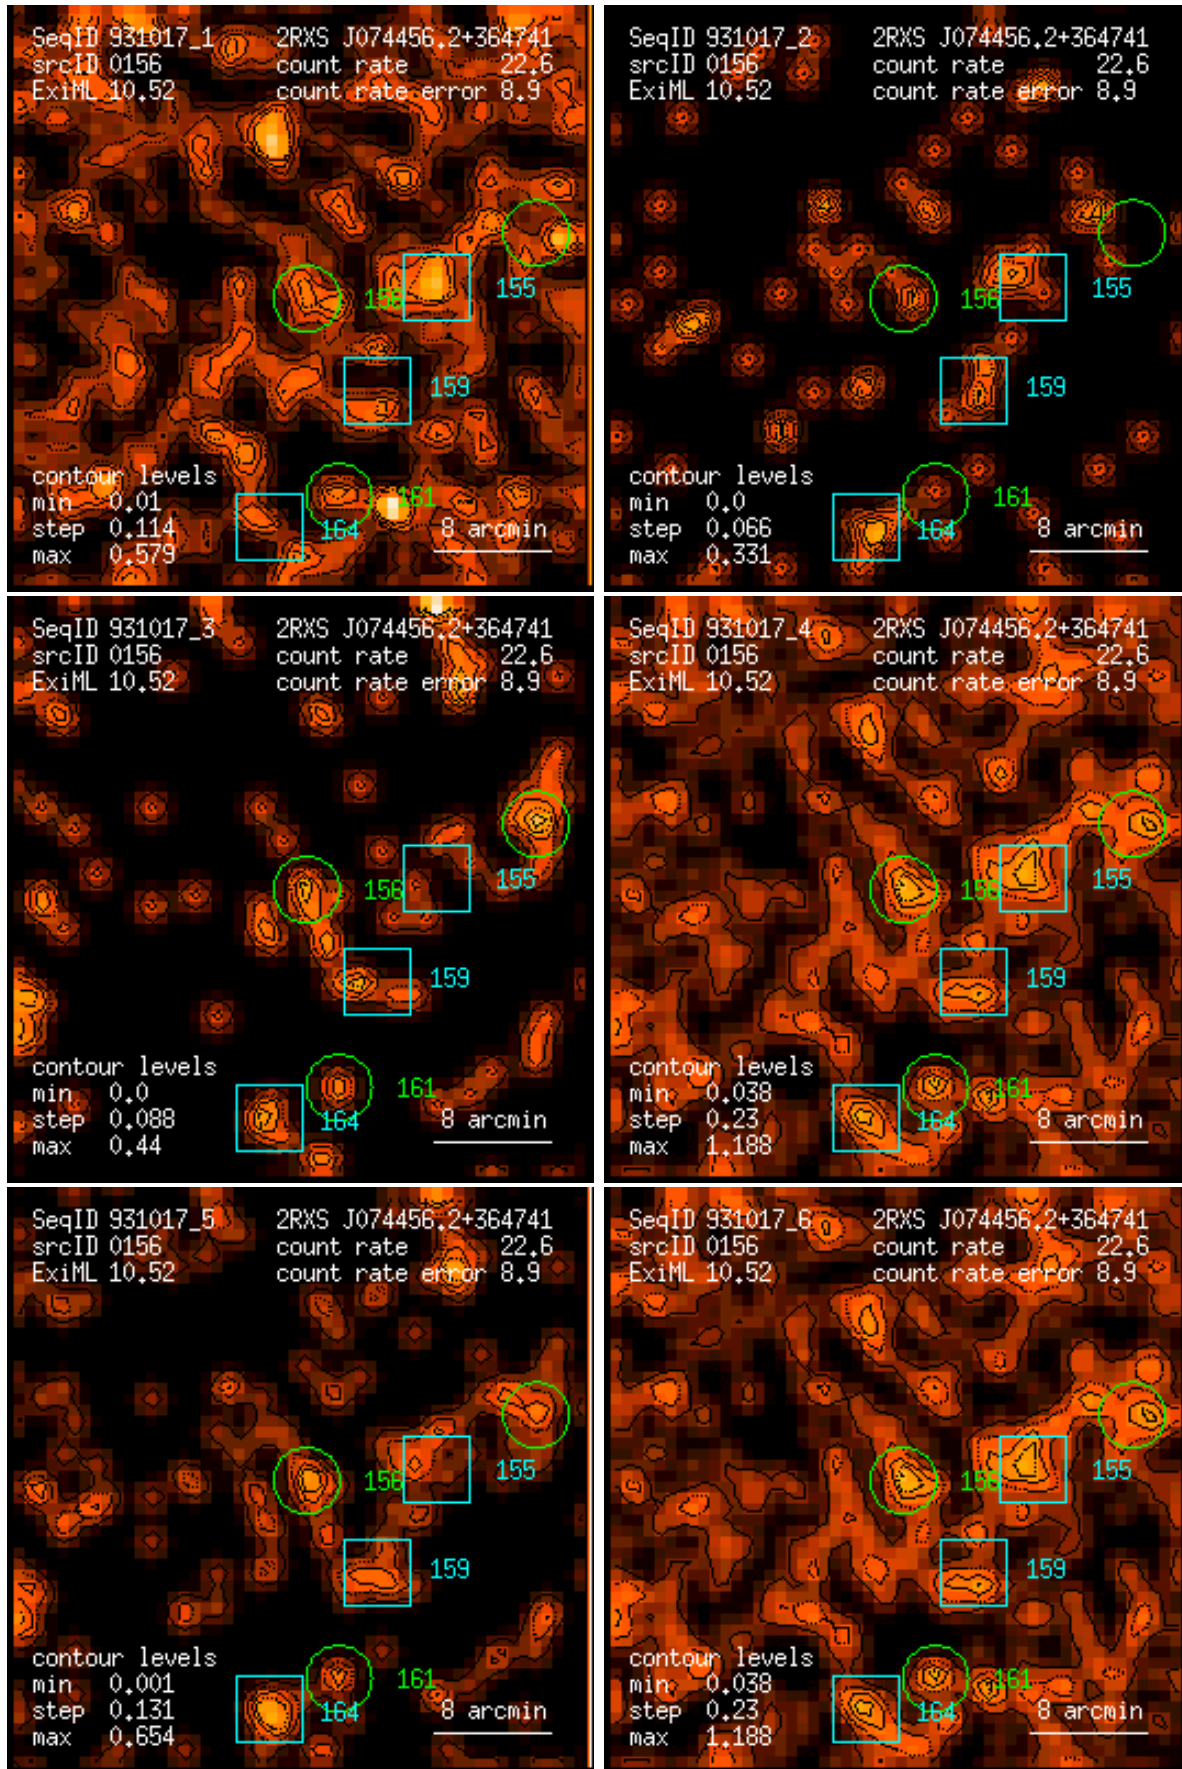 SeqID 931017_1 2RXS J074456.2+364741
srcID 0156 count rate 22.6
ExiML 10.52 count rate error 8.9
156
155
159
contour levels
min 0.01
161
step 0.114
164
8 arcmin
max 0.579
SeqID 931017_2 2RXS J074456.2+364741
srcID 0156 count rate 22.6
ExiML 10.52 count rate error 8.9
156
155
159
contour levels
min 0.0
161
step 0.066
164
8 arcmin
max 0.331
SeqID 931017_3 2RXS J074456.2+364741
srcID 0156 count rate 22.6
ExiML 10.52 count rate error 8.9
156
155
159
contour levels
min 0.0
161
step 0.088
164
8 arcmin
max 0.44
SeqID 931017_4 2RXS J074456.2+364741
srcID 0156 count rate 22.6
ExiML 10.52 count rate error 8.9
156
155
159
contour levels
min 0.038
161
step 0.23
164
8 arcmin
max 1.188
SeqID 931017_5 2RXS J074456.2+364741
srcID 0156 count rate 22.6
ExiML 10.52 count rate error 8.9
156
155
159
contour levels
min 0.001
161
step 0.131
164
8 arcmin
max 0.654
SeqID 931017_6 2RXS J074456.2+364741
srcID 0156 count rate 22.6
ExiML 10.52 count rate error 8.9
156
155
159
contour levels
min 0.038
161
step 0.23
164
8 arcmin
max 1.188